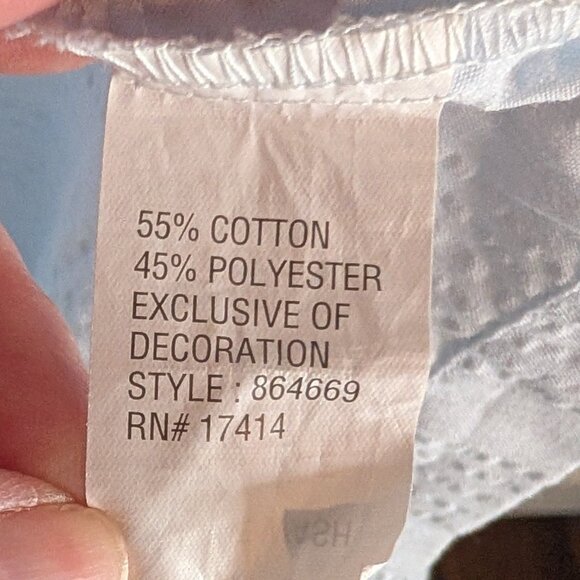 55% COTTON
45% POLYESTER
EXCLUSIVE OF
DECORATION
STYLE : 864669
RN# 17414